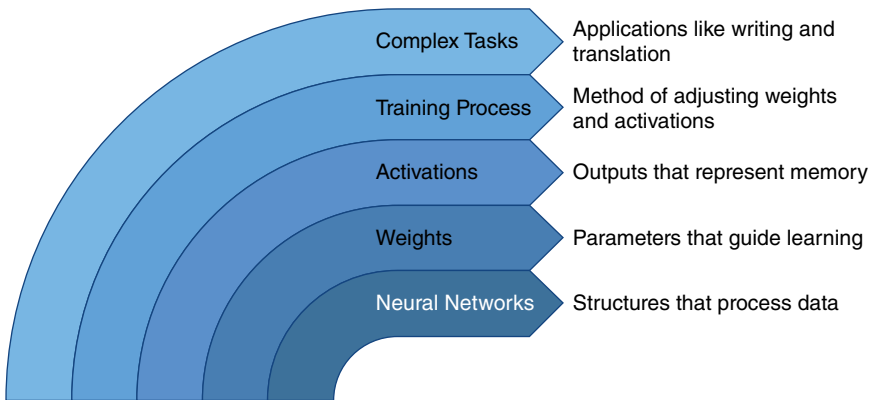 Complex Tasks
Applications like writing and
translation
Training Process
Method of adjusting weights
and activations
Activations
Outputs that represent memory
Weights
Parameters that guide learning
Neural Networks
Structures that process data